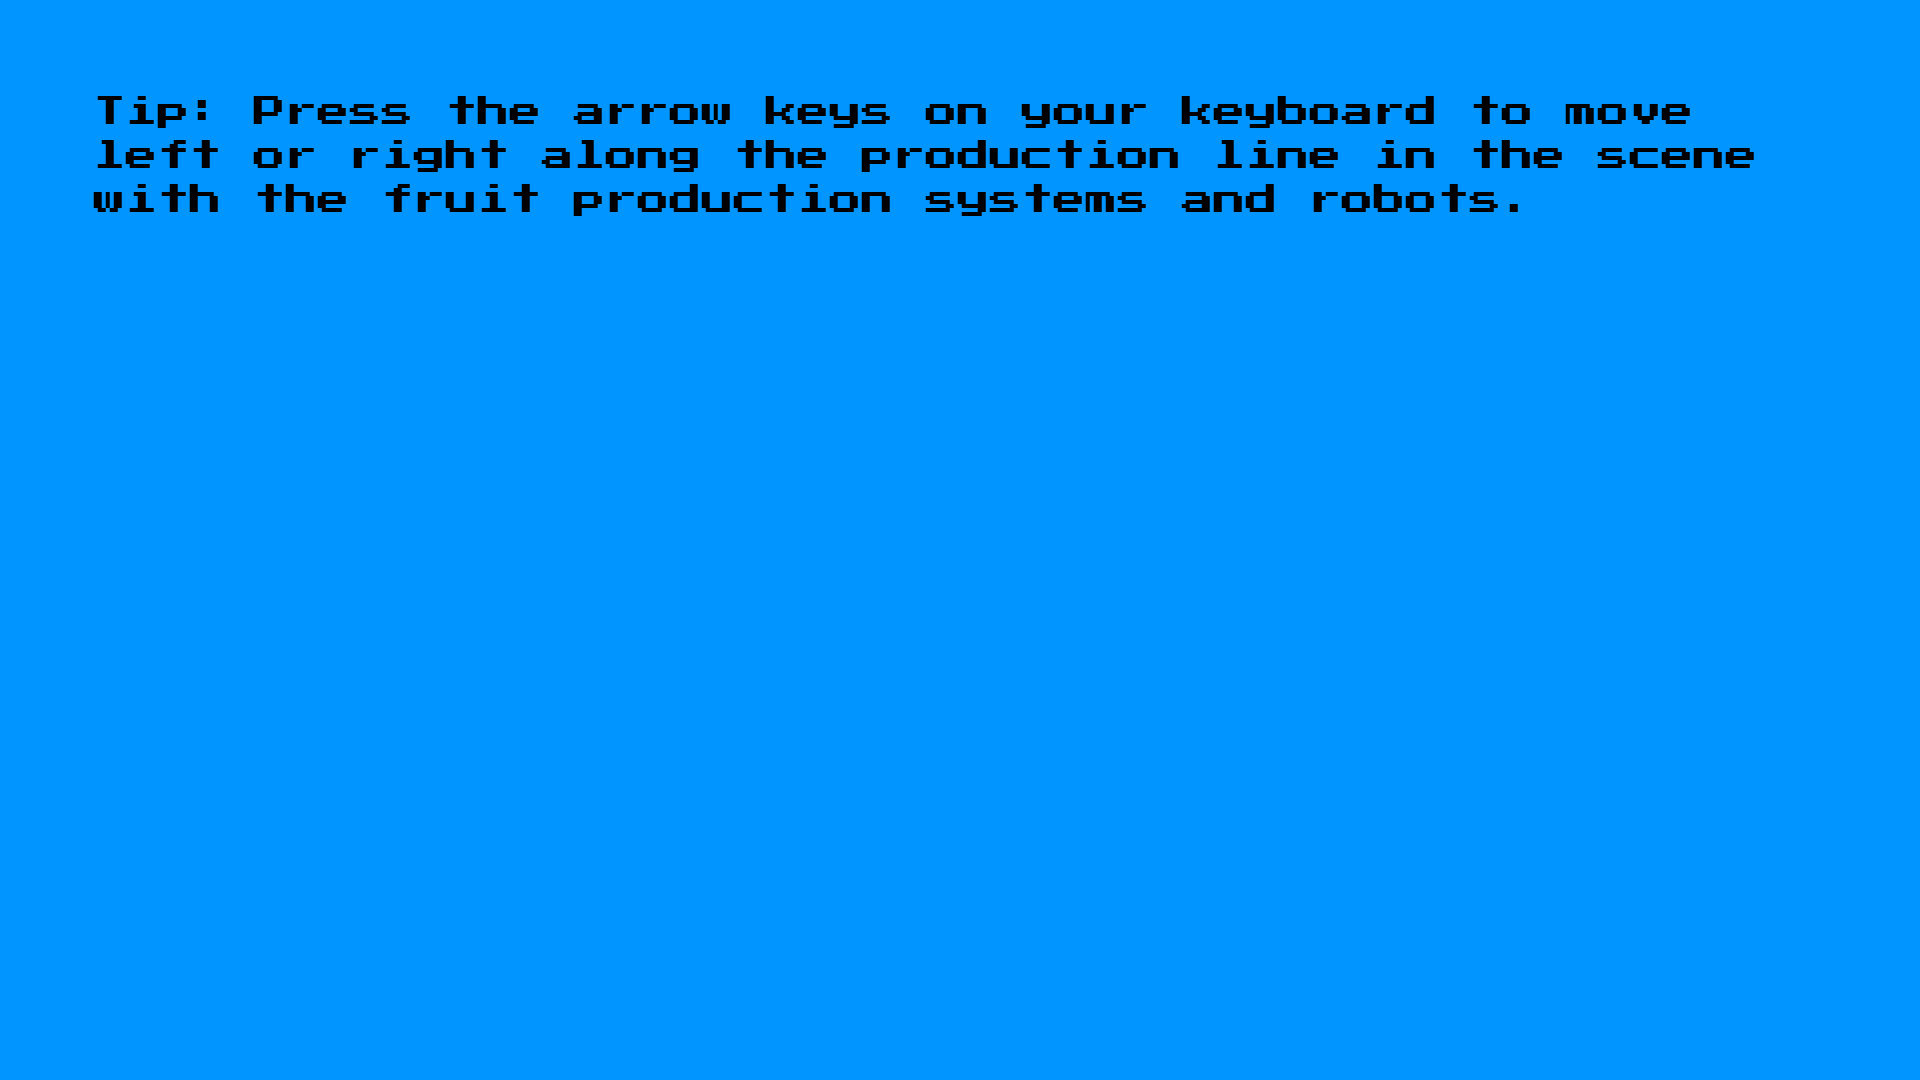 Tip: Press the arrow keys on your keyboard to move
left or right along the production line in the scene
with the fruit production systems and robots.